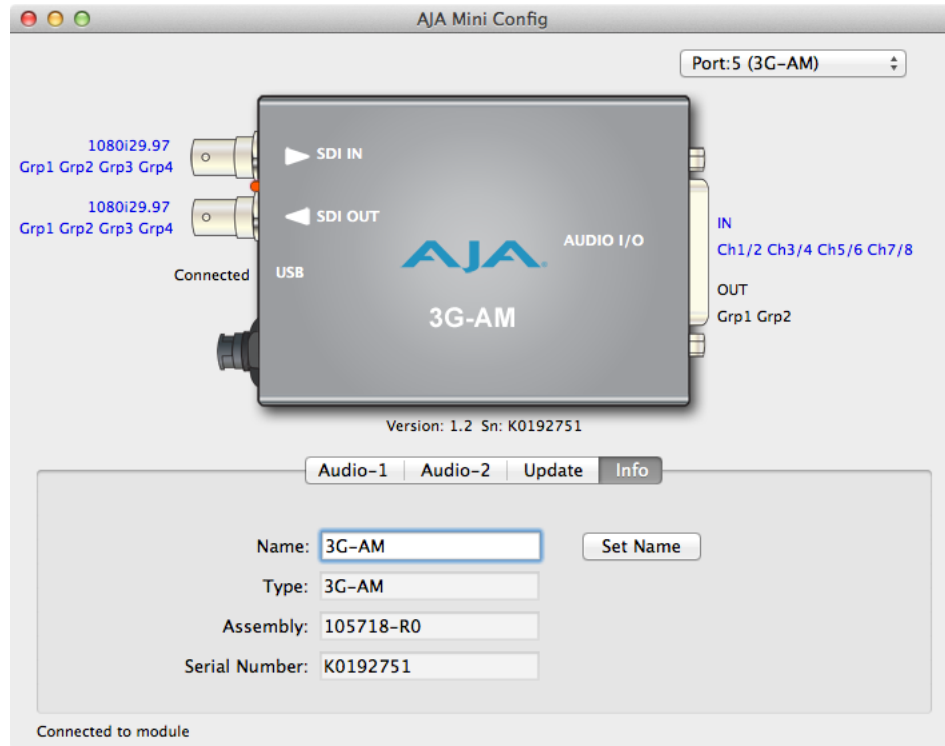 AJA Mini Config
Port:5 (3G-AM)
1080i29.97
Grp1 Grp2 Grp3 Grp4
SDI IN
1080i29.97
Grp1 Grp2 Grp3 Grp4
SDI OUT
AUDIO I/O
IN
Ch1/2 Ch3/4 Ch5/6 Ch7/8
Connected
USB
AJA
OUT
Grp1 Grp2
3G-AM
Version: 1.2 Sn: K0192751
Audio-1 Audio-2 Update Info
Name: 3G-AM Set Name
Type: 3G-AM
Assembly: 105718-R0
Serial Number: K0192751
Connected to module